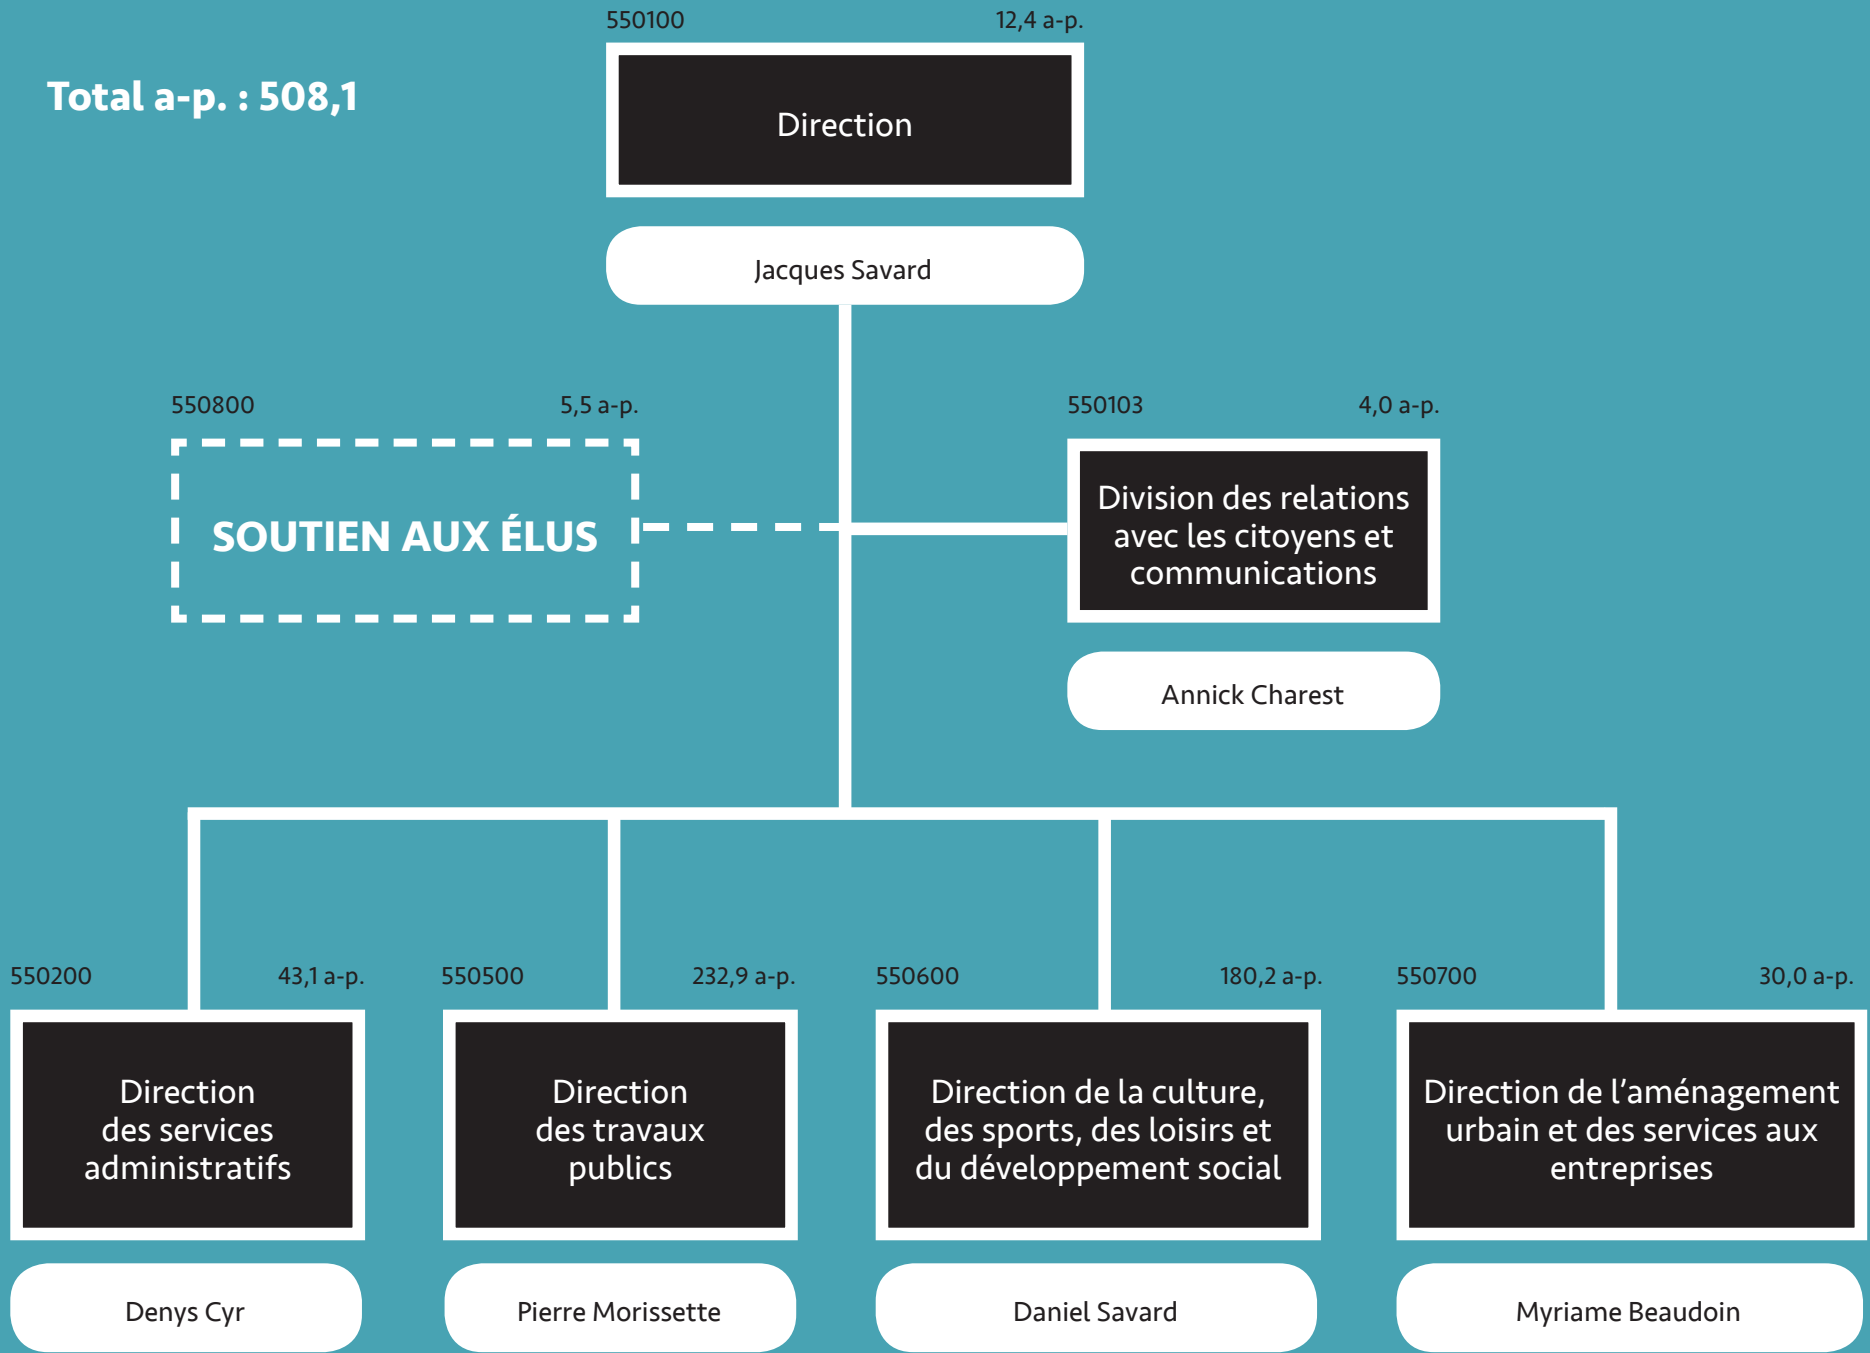 550100 12,4 a-p.
Total a-p. : 508,1
Direction
Jacques Savard
550800 5,5 a-p.
SOUTIEN AUX ÉLUS
550103 4,0 a-p.
Division des relations
avec les citoyens et
communications
Annick Charest
550200 43,1 a-p.
Direction
des services
administratifs
Denys Cyr
550500 232,9 a-p.
Direction
des travaux
publics
Pierre Morissette
550600 180,2 a-p.
Direction de la culture,
des sports, des loisirs et
du développement social
Daniel Savard
550700 30,0 a-p.
Direction de l’aménagement
urbain et des services aux
entreprises
Myriame Beaudoin